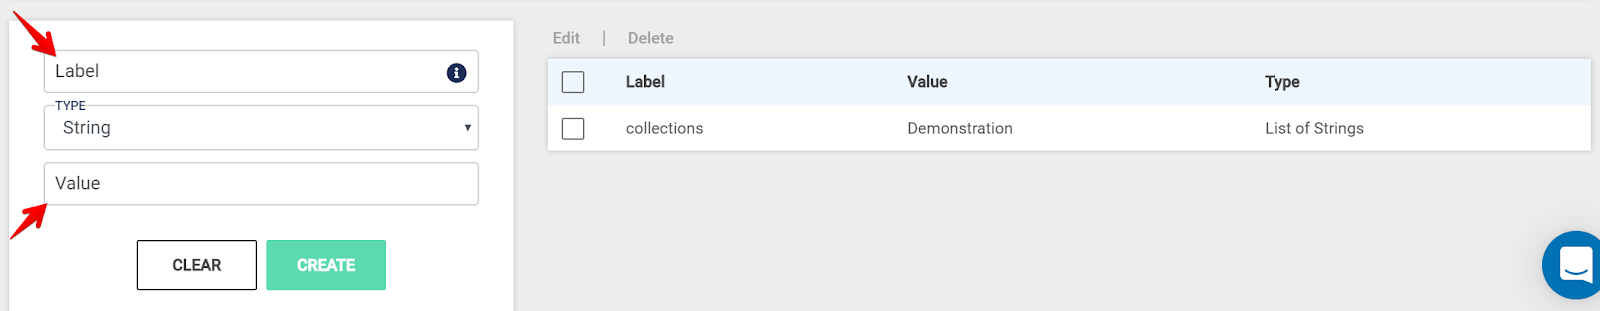 Label
TYPE
String
Value
CLEAR CREATE
Edit | Delete
Label Value Type
collections Demonstration List of Strings